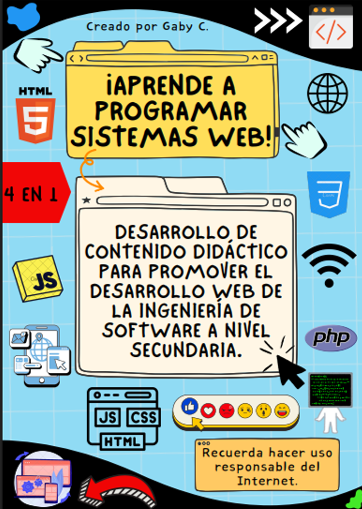 Creado por Gaby C.
¡APRENDE A
PROGRAMAR
SISTEMAS WEB!
HTML
5
4 EN 1
3
DESARROLLO DE
CONTENIDO DIDÁCTICO
PARA PROMOVER EL
DESARROLLO WEB DE
LA INGENIERÍA DE
SOFTWARE A NIVEL
SECUNDARIA.
JS
php
JS CSS
HTML
Recuerda hacer uso
responsable del
Internet.